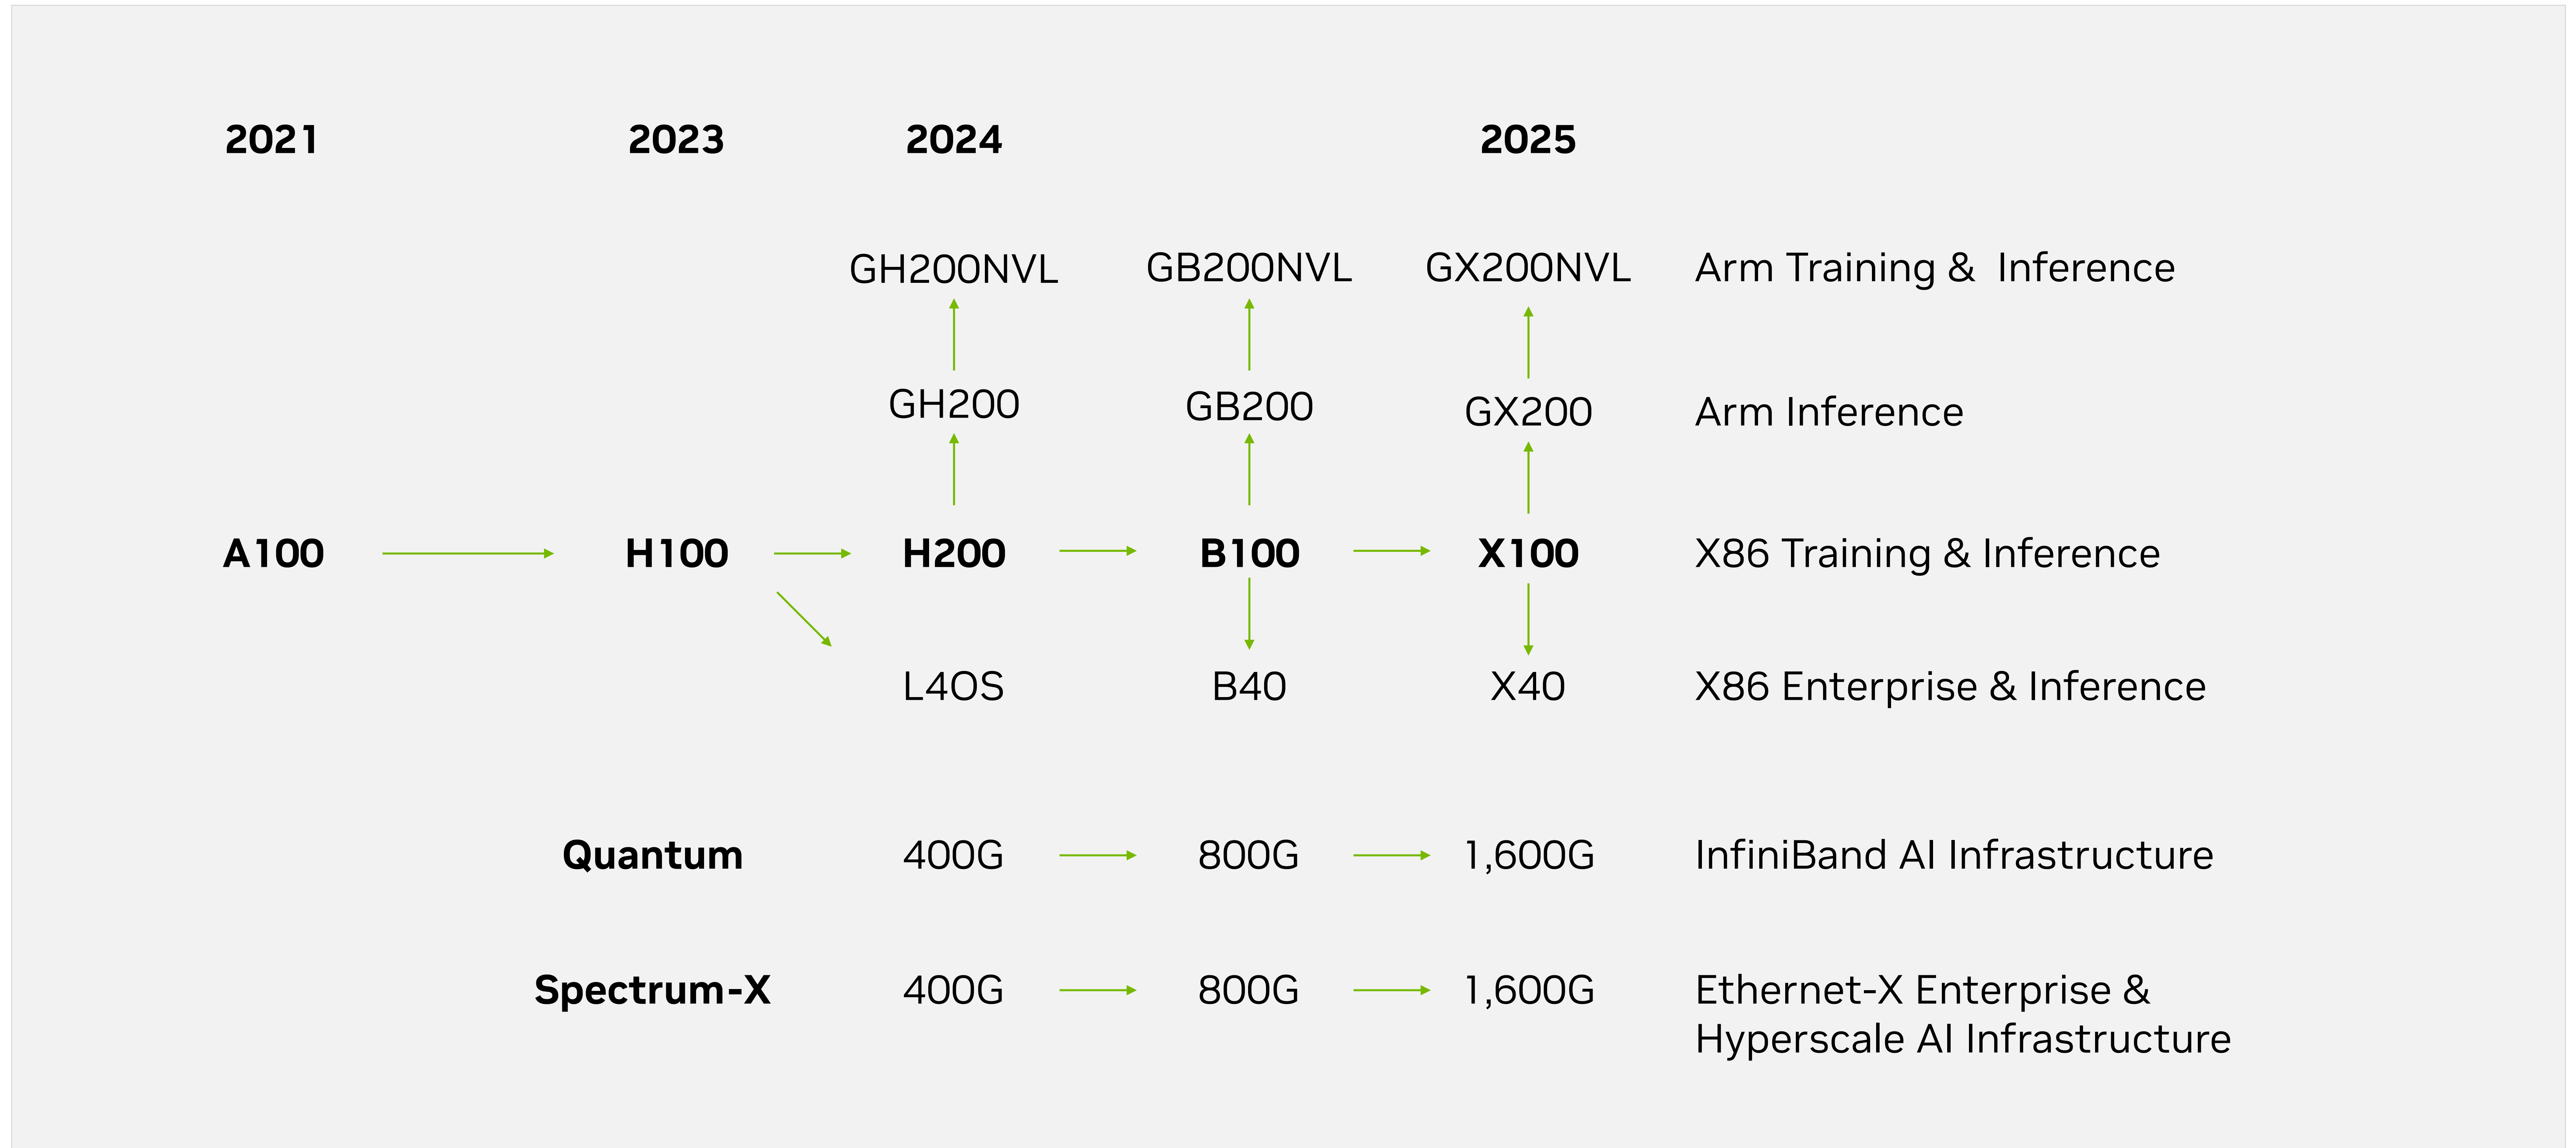 2021 2023 2024 2025
GH200NVL GB200NVL GX200NVL Arm Training & Inference
GH200 GB200 GX200 Arm Inference
A100 H100 H200 B100 X100 X86 Training & Inference
L4OS B40 X40 X86 Enterprise & Inference
Quantum 400G 800G 1,600G InfiniBand AI Infrastructure
Spectrum-X 400G 800G 1,600G Ethernet-X Enterprise &
Hyperscale AI Infrastructure